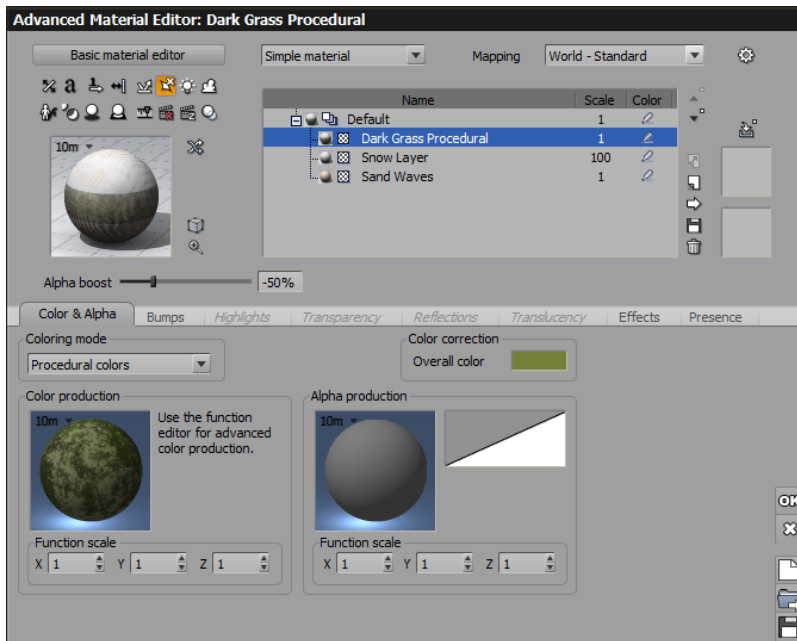 Advanced Material Editor: Dark Grass Procedural
Basic material editor
Simple material
Mapping
World - Standard
Name Scale Color
Default 1
Dark Grass Procedural 1
Snow Layer 100
Sand Waves 1
10m
Alpha boost -50%
Color & Alpha Bumps Highlights Transparency Reflections Translucency Effects Presence
Coloring mode
Procedural colors
Color correction
Overall color
Color production
10m
Use the function
editor for advanced
color production.
Function scale
X 1 Y 1 Z 1
Alpha production
10m
Function scale
X 1 Y 1 Z 1
OK